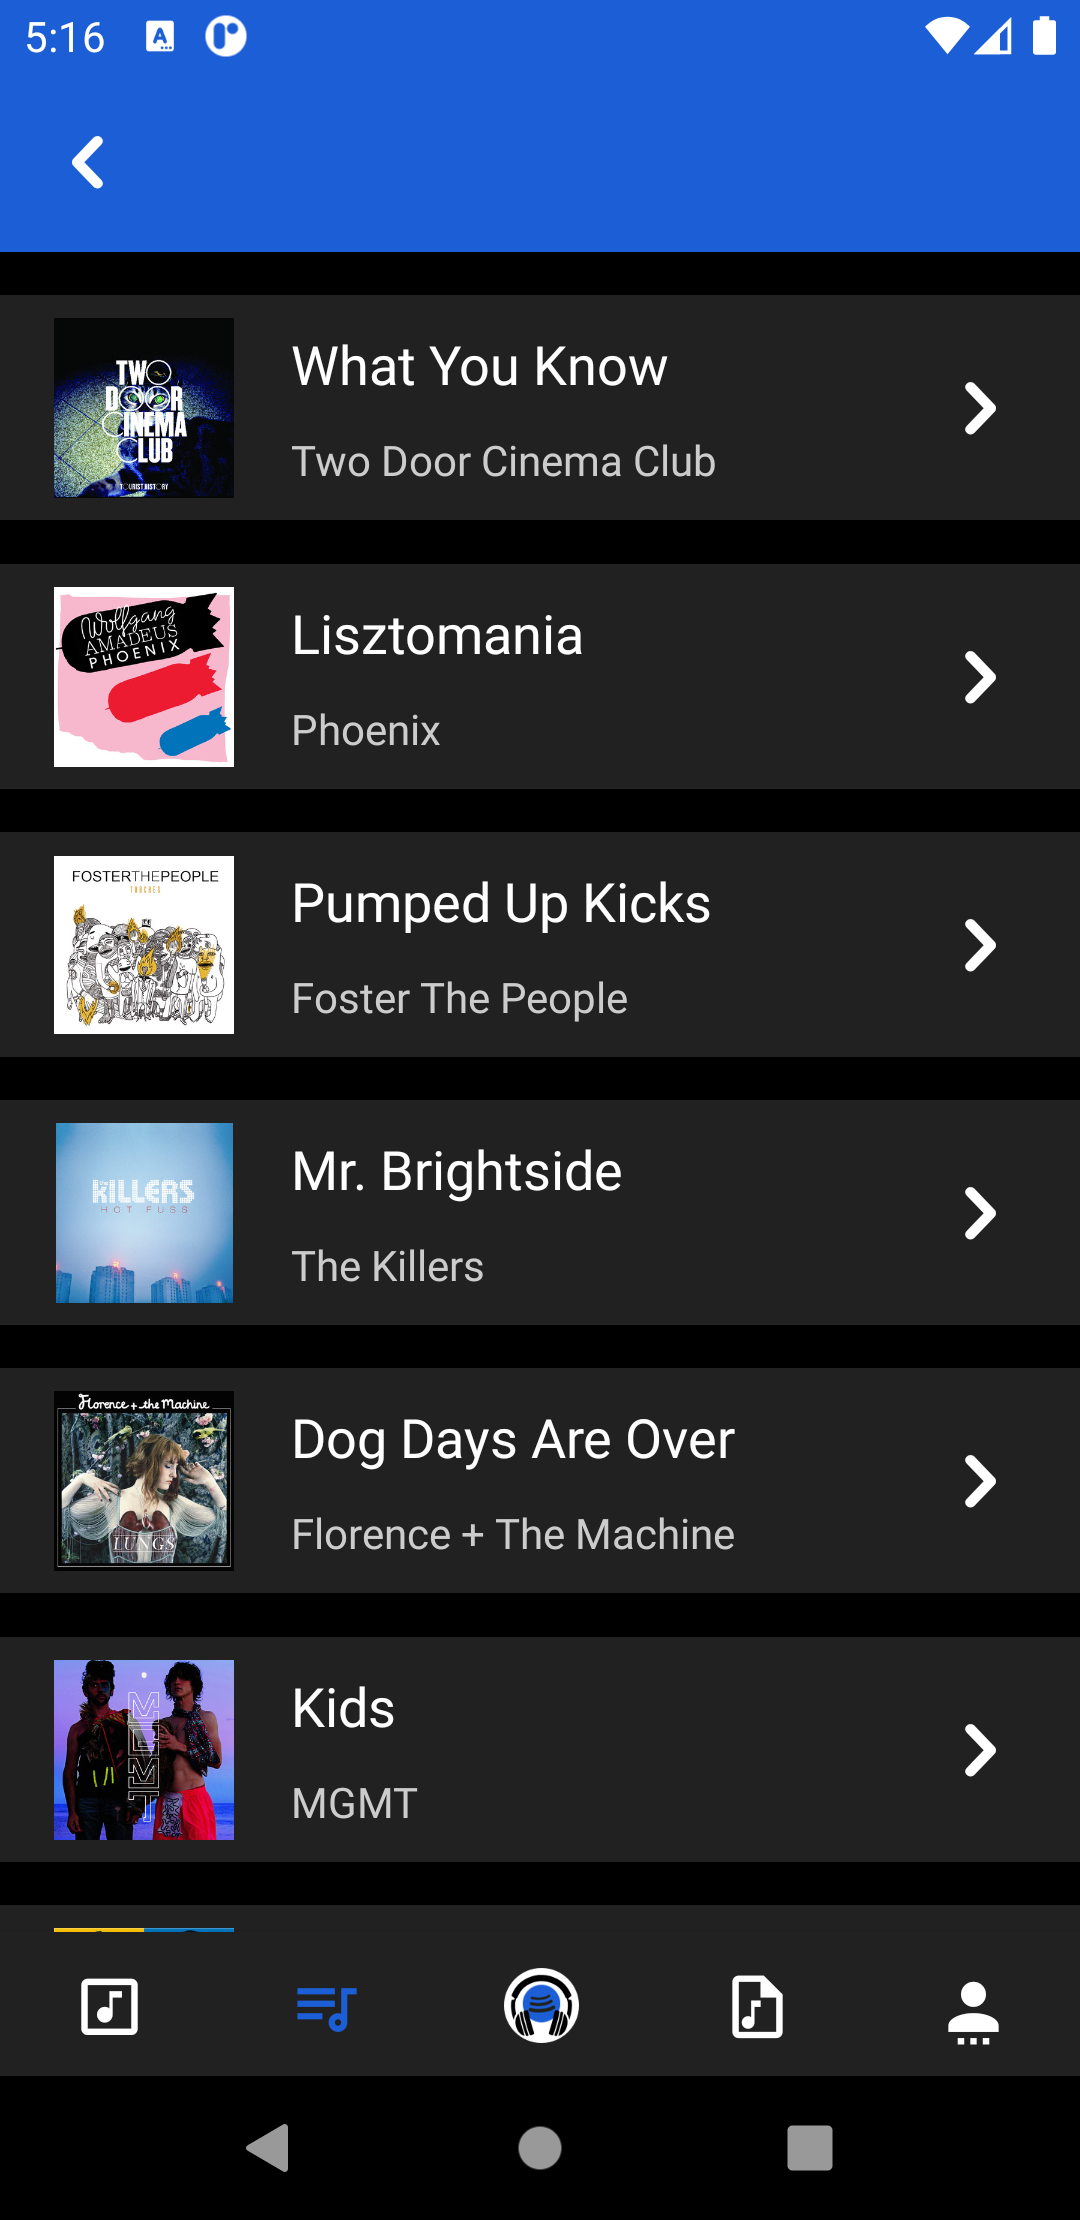 5:16
What You Know
Two Door Cinema Club
TWO
DOOR
CINEMA
CLUB
TOURIST HISTORY
Lisztomania
Phoenix
Wolfgang
AMADEUS
PHOENIX
Pumped Up Kicks
Foster The People
FOSTERTHEPEOPLE
TORCHES
Mr. Brightside
The Killers
THE
KILLERS
HOT FUSS
Dog Days Are Over
Florence + The Machine
Florence + the Machine
LUNGS
Kids
MGMT
MGMT